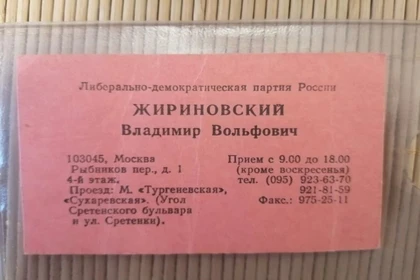 Либерально-демократическая партия России
ЖИРИНОВСКИЙ
Владимир Вольфович
103045, Москва
Рыбников пер., д. 1
4-й этаж.
Проезд: М. «Тургеневская»,
«Сухаревская». (Угол
Сретенского бульвара
и ул. Сретенки).
Прием с 9.00 до 18.00
(кроме воскресенья)
тел. (095) 923-63-70
921-81-59
Факс.: 975-25-11